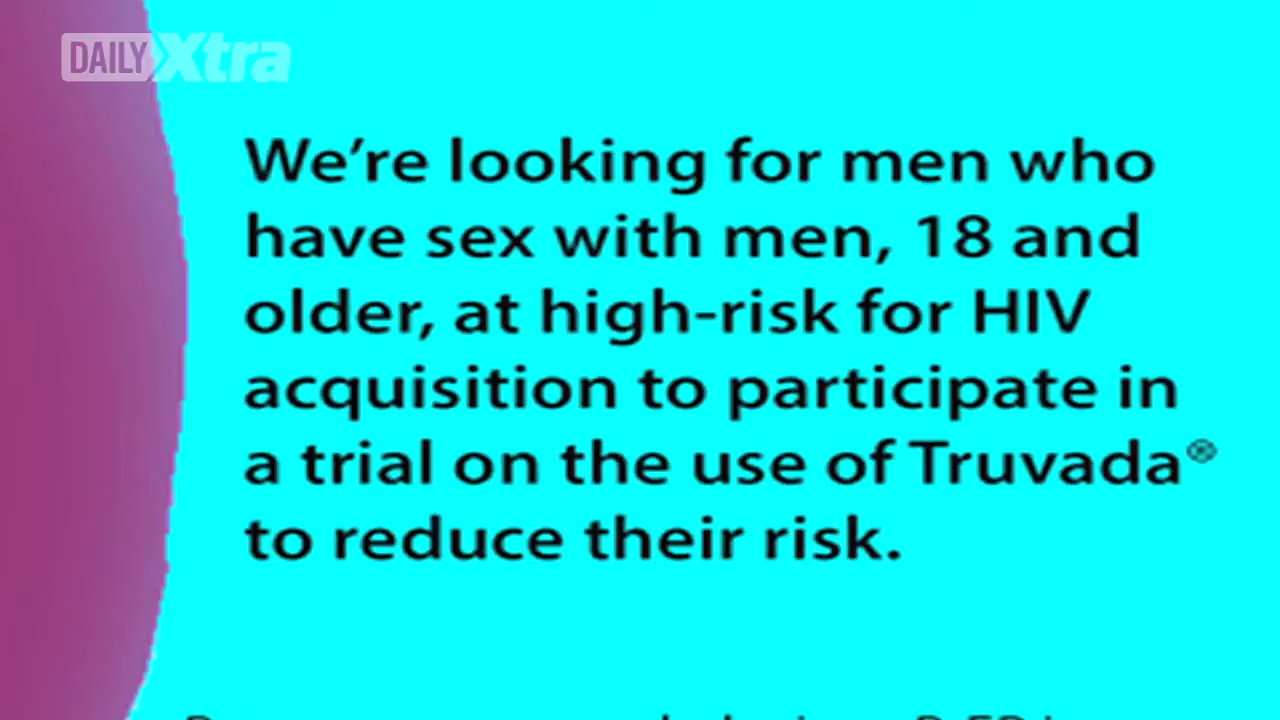 DAILY Xtra
We're looking for men who
have sex with men, 18 and
older, at high-risk for HIV
acquisition to participate in
a trial on the use of Truvada®
to reduce their risk.